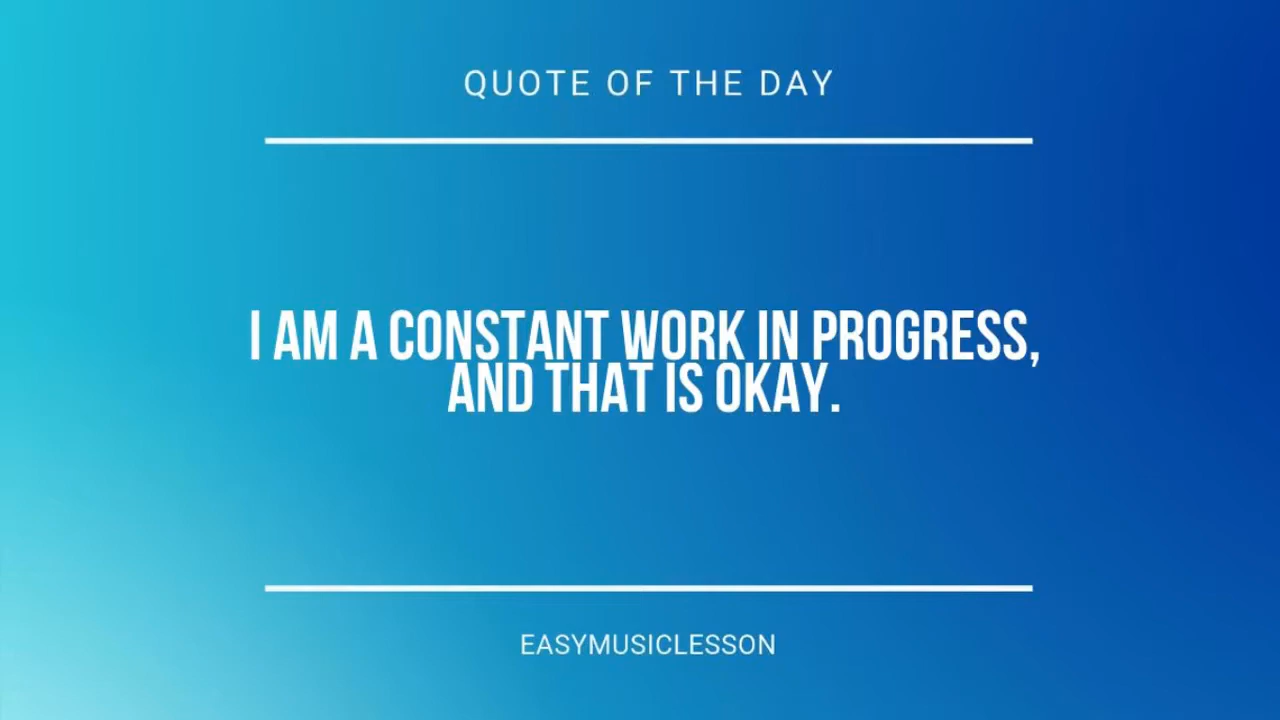 QUOTE OF THE DAY
I AM A CONSTANT WORK IN PROGRESS,
AND THAT IS OKAY.
EASYMUSICLESSON